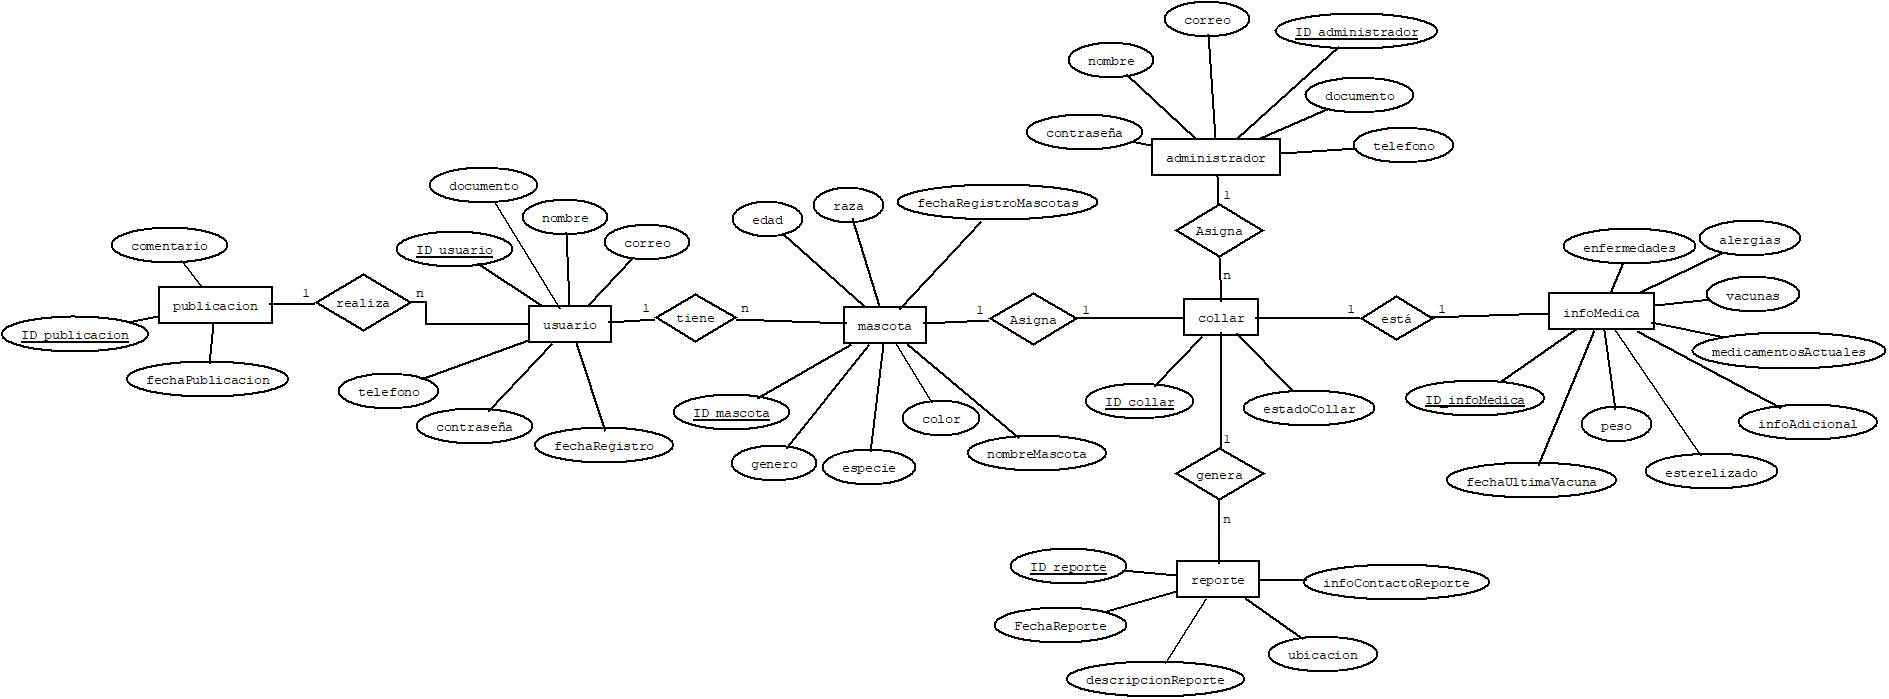 correo
ID administrador
nombre
documento
contraseña
telefono
administrador
1
Asigna
n
documento
nombre
ID usuario
correo
usuario
telefono
contraseña
fechaRegistro
comentario
publicacion
ID publicacion
fechaPublicacion
1
realiza
n
1
tiene
n
edad
raza
fechaRegistroMascotas
mascota
ID mascota
genero
especie
color
nombreMascota
1
Asigna
1
collar
ID collar
estadoCollar
1
está
1
enfermedades
alergias
vacunas
infoMedica
medicamentosActuales
ID_infoMedica
peso
infoAdicional
fechaUltimaVacuna
esterelizado
1
genera
n
ID reporte
reporte
infoContactoReporte
FechaReporte
ubicacion
descripcionReporte